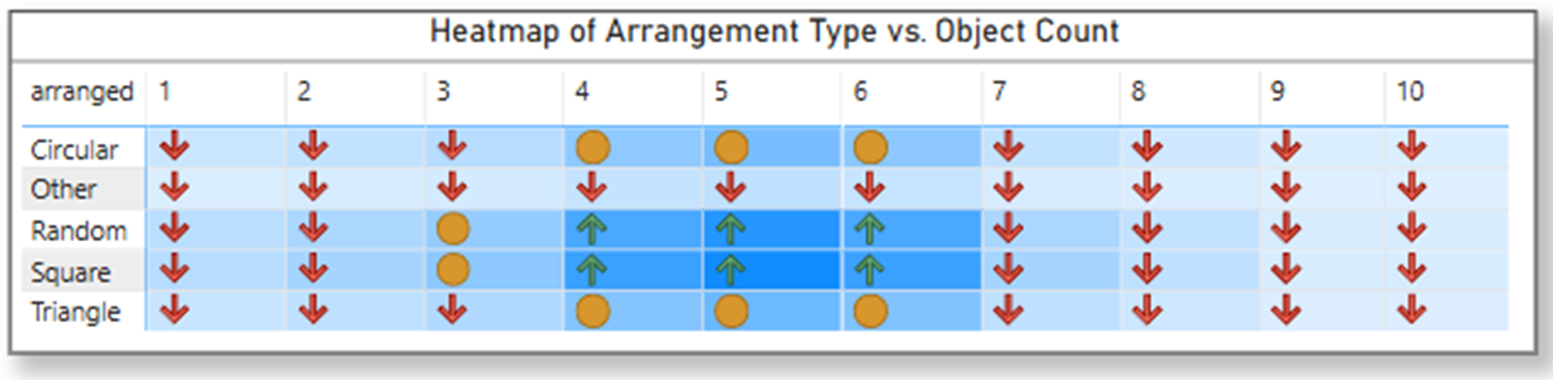 Heatmap of Arrangement Type vs. Object Count
arranged 1 2 3 4 5 6 7 8 9 10
Circular
Other
Random
Square
Triangle